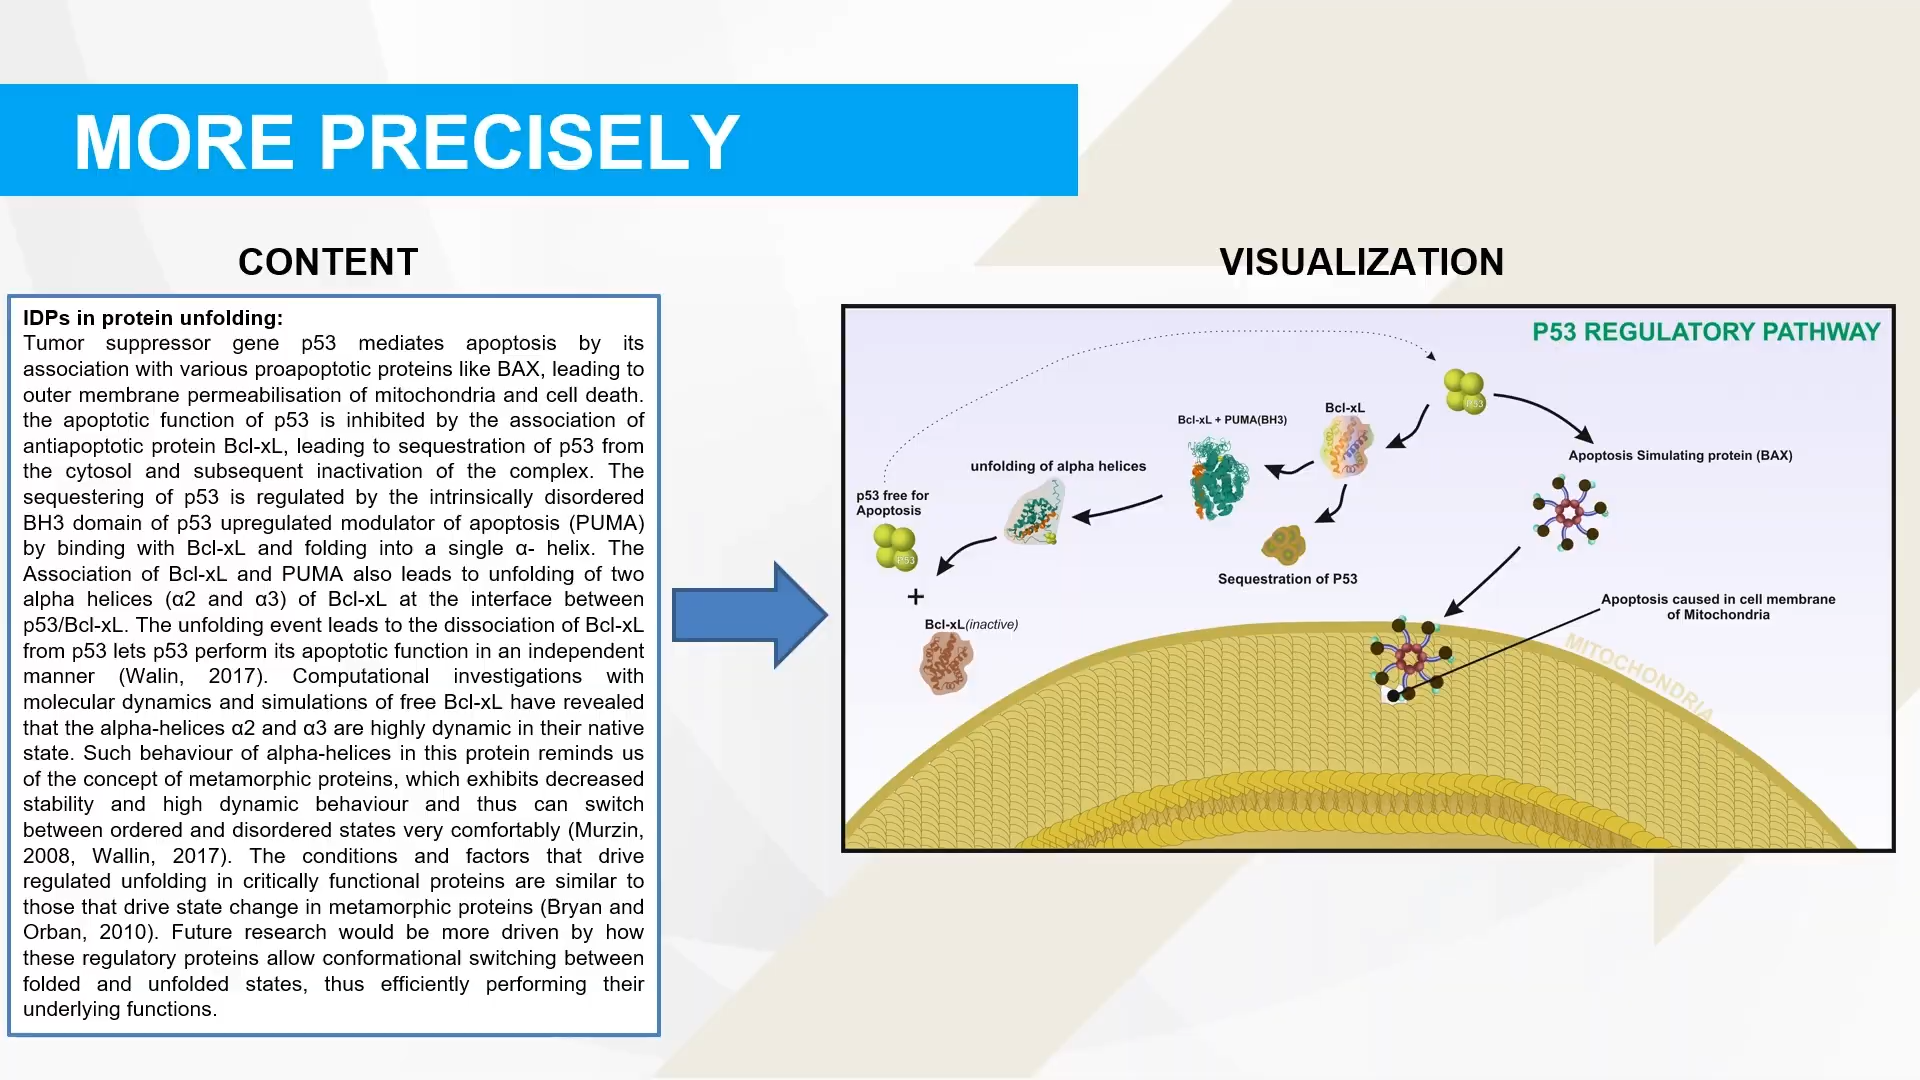 MORE PRECISELY
CONTENT
IDPs in protein unfolding:
Tumor suppressor gene p53 mediates apoptosis by its
association with various proapoptotic proteins like BAX, leading to
outer membrane permeabilisation of mitochondria and cell death.
the apoptotic function of p53 is inhibited by the association of
antiapoptotic protein Bcl-xL, leading to sequestration of p53 from
the cytosol and subsequent inactivation of the complex. The
sequestering of p53 is regulated by the intrinsically disordered
BH3 domain of p53 upregulated modulator of apoptosis (PUMA)
by binding with Bcl-xL and folding into a single α- helix. The
Association of Bcl-xL and PUMA also leads to unfolding of two
alpha helices (α2 and α3) of Bcl-xL at the interface between
p53/Bcl-xL. The unfolding event leads to the dissociation of Bcl-xL
from p53 lets p53 perform its apoptotic function in an independent
manner (Walin, 2017). Computational investigations with
molecular dynamics and simulations of free Bcl-xL have revealed
that the alpha-helices α2 and α3 are highly dynamic in their native
state. Such behaviour of alpha-helices in this protein reminds us
of the concept of metamorphic proteins, which exhibits decreased
stability and high dynamic behaviour and thus can switch
between ordered and disordered states very comfortably (Murzin,
2008, Wallin, 2017). The conditions and factors that drive
regulated unfolding in critically functional proteins are similar to
those that drive state change in metamorphic proteins (Bryan and
Orban, 2010). Future research would be more driven by how
these regulatory proteins allow conformational switching between
folded and unfolded states, thus efficiently performing their
underlying functions.
VISUALIZATION
P53 REGULATORY PATHWAY
P53
Bcl-xL
Bcl-xL + PUMA(BH3)
Apoptosis Simulating protein (BAX)
unfolding of alpha helices
p53 free for
Apoptosis
P53
+
Sequestration of P53
Bcl-xL(inactive)
Apoptosis caused in cell membrane
of Mitochondria
MITOCHONDRIA